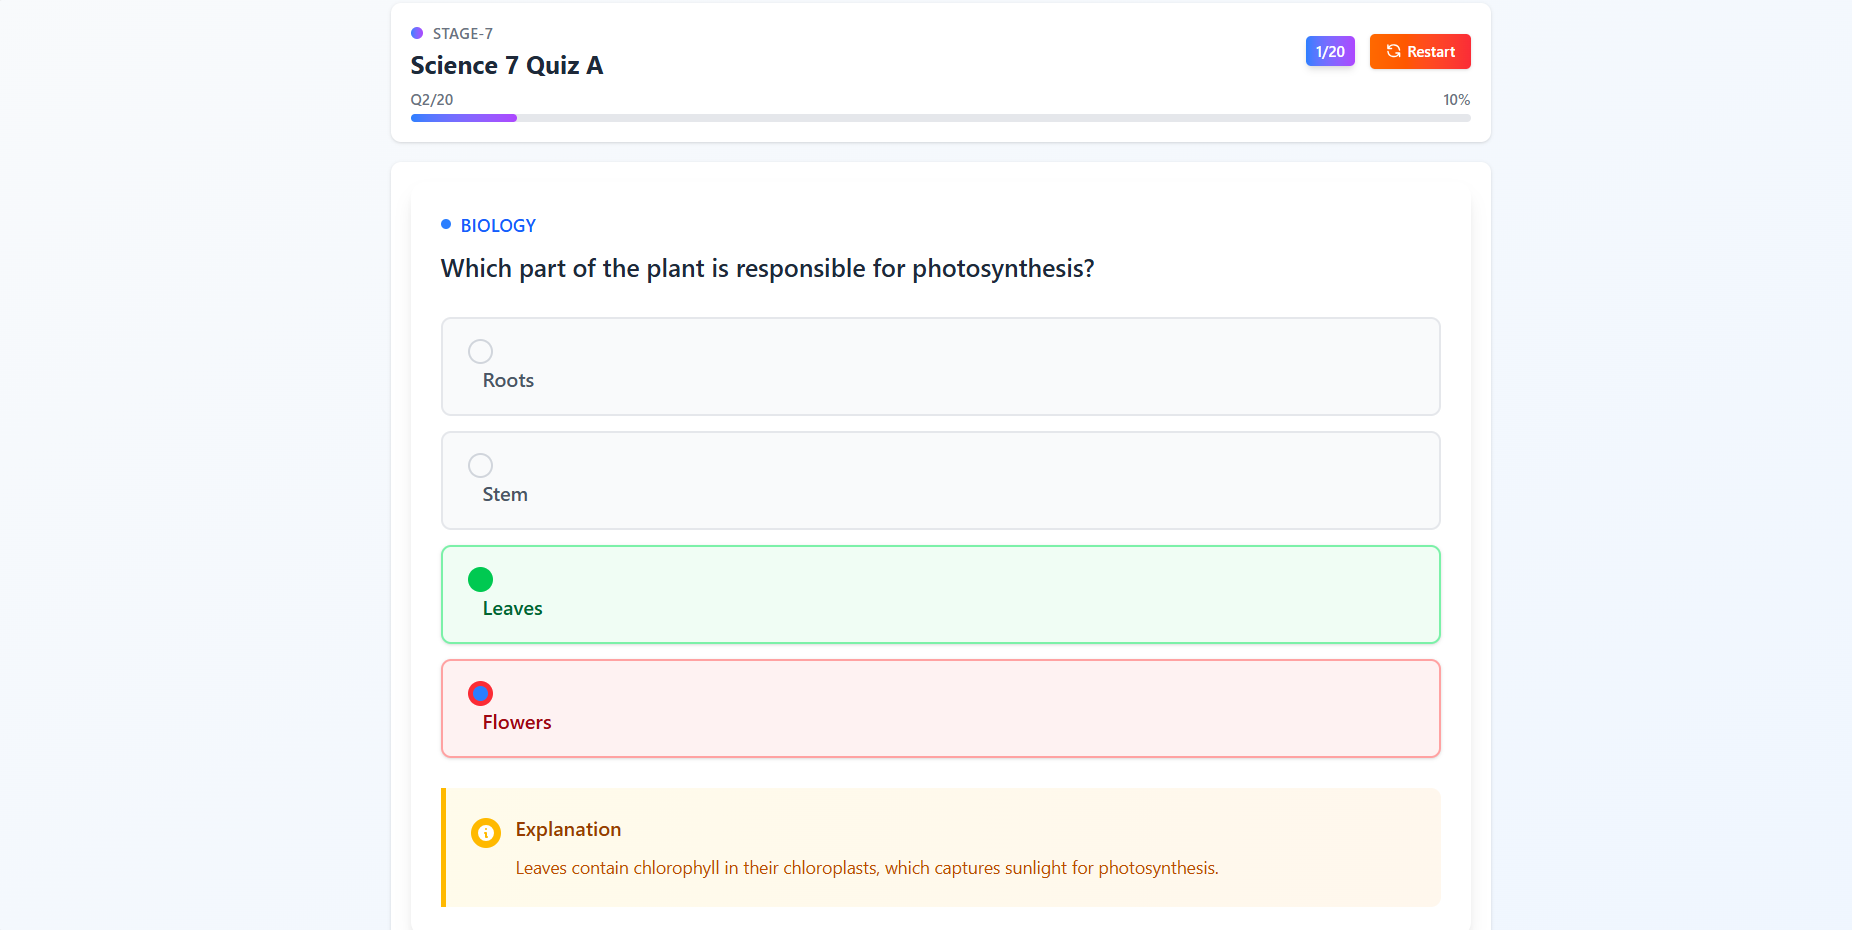 STAGE-7
Science 7 Quiz A
1/20
Restart
Q2/20
10%
BIOLOGY
Which part of the plant is responsible for photosynthesis?
Roots
Stem
Leaves
Flowers
Explanation
Leaves contain chlorophyll in their chloroplasts, which captures sunlight for photosynthesis.